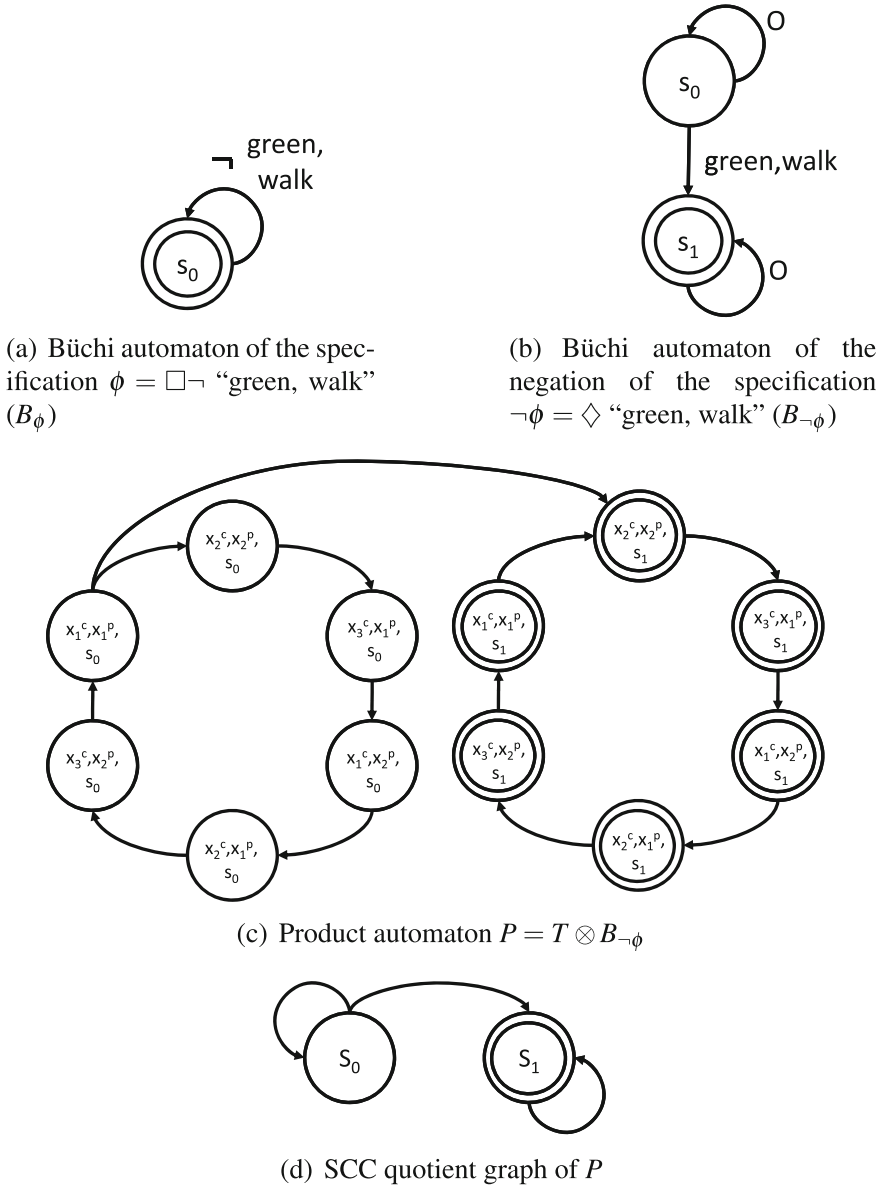 ¬ green,
walk
s₀
(a) Büchi automaton of the spec-
ification ϕ = □¬ “green, walk”
(B_ϕ)
O
s₀
green,walk
s₁
O
(b) Büchi automaton of the
negation of the specification
¬ϕ = ◇ “green, walk” (B_¬ϕ)
x₂ᶜ,x₂ᵖ,
s₀
x₁ᶜ,x₁ᵖ,
s₀
x₃ᶜ,x₁ᵖ,
s₀
x₃ᶜ,x₂ᵖ,
s₀
x₁ᶜ,x₂ᵖ,
s₀
x₂ᶜ,x₁ᵖ,
s₀
x₂ᶜ,x₂ᵖ,
s₁
x₁ᶜ,x₁ᵖ,
s₁
x₃ᶜ,x₁ᵖ,
s₁
x₃ᶜ,x₂ᵖ,
s₁
x₁ᶜ,x₂ᵖ,
s₁
x₂ᶜ,x₁ᵖ,
s₁
(c) Product automaton P = T ⊗ B_¬ϕ
S₀
S₁
(d) SCC quotient graph of P